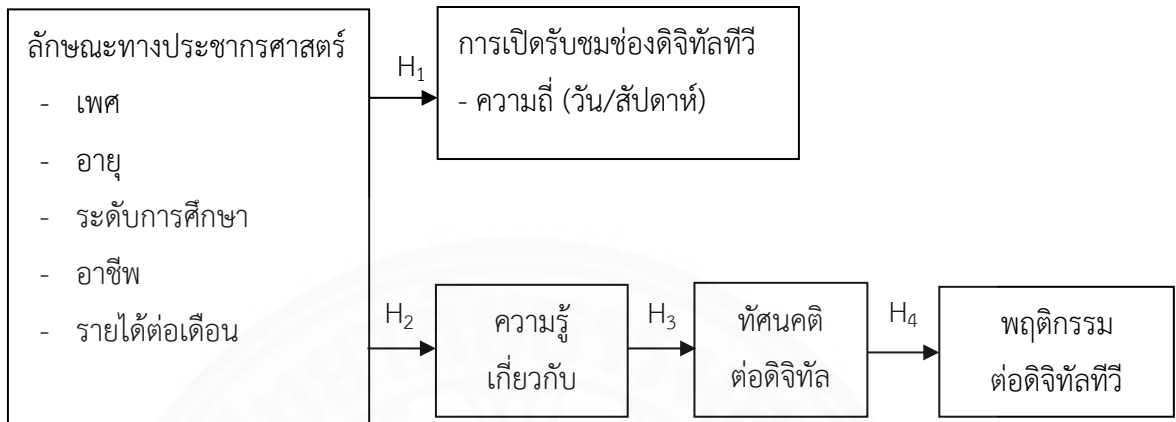 ลักษณะทางประชากรศาสตร์
- เพศ
- อายุ
- ระดับการศึกษา
- อาชีพ
- รายได้ต่อเดือน
H1
การเปิดรับชมช่องดิจิทัลทีวี
- ความถี่ (วัน/สัปดาห์)
H2
ความรู้
เกี่ยวกับ
H3
ทัศนคติ
ต่อดิจิทัล
H4
พฤติกรรม
ต่อดิจิทัลทีวี